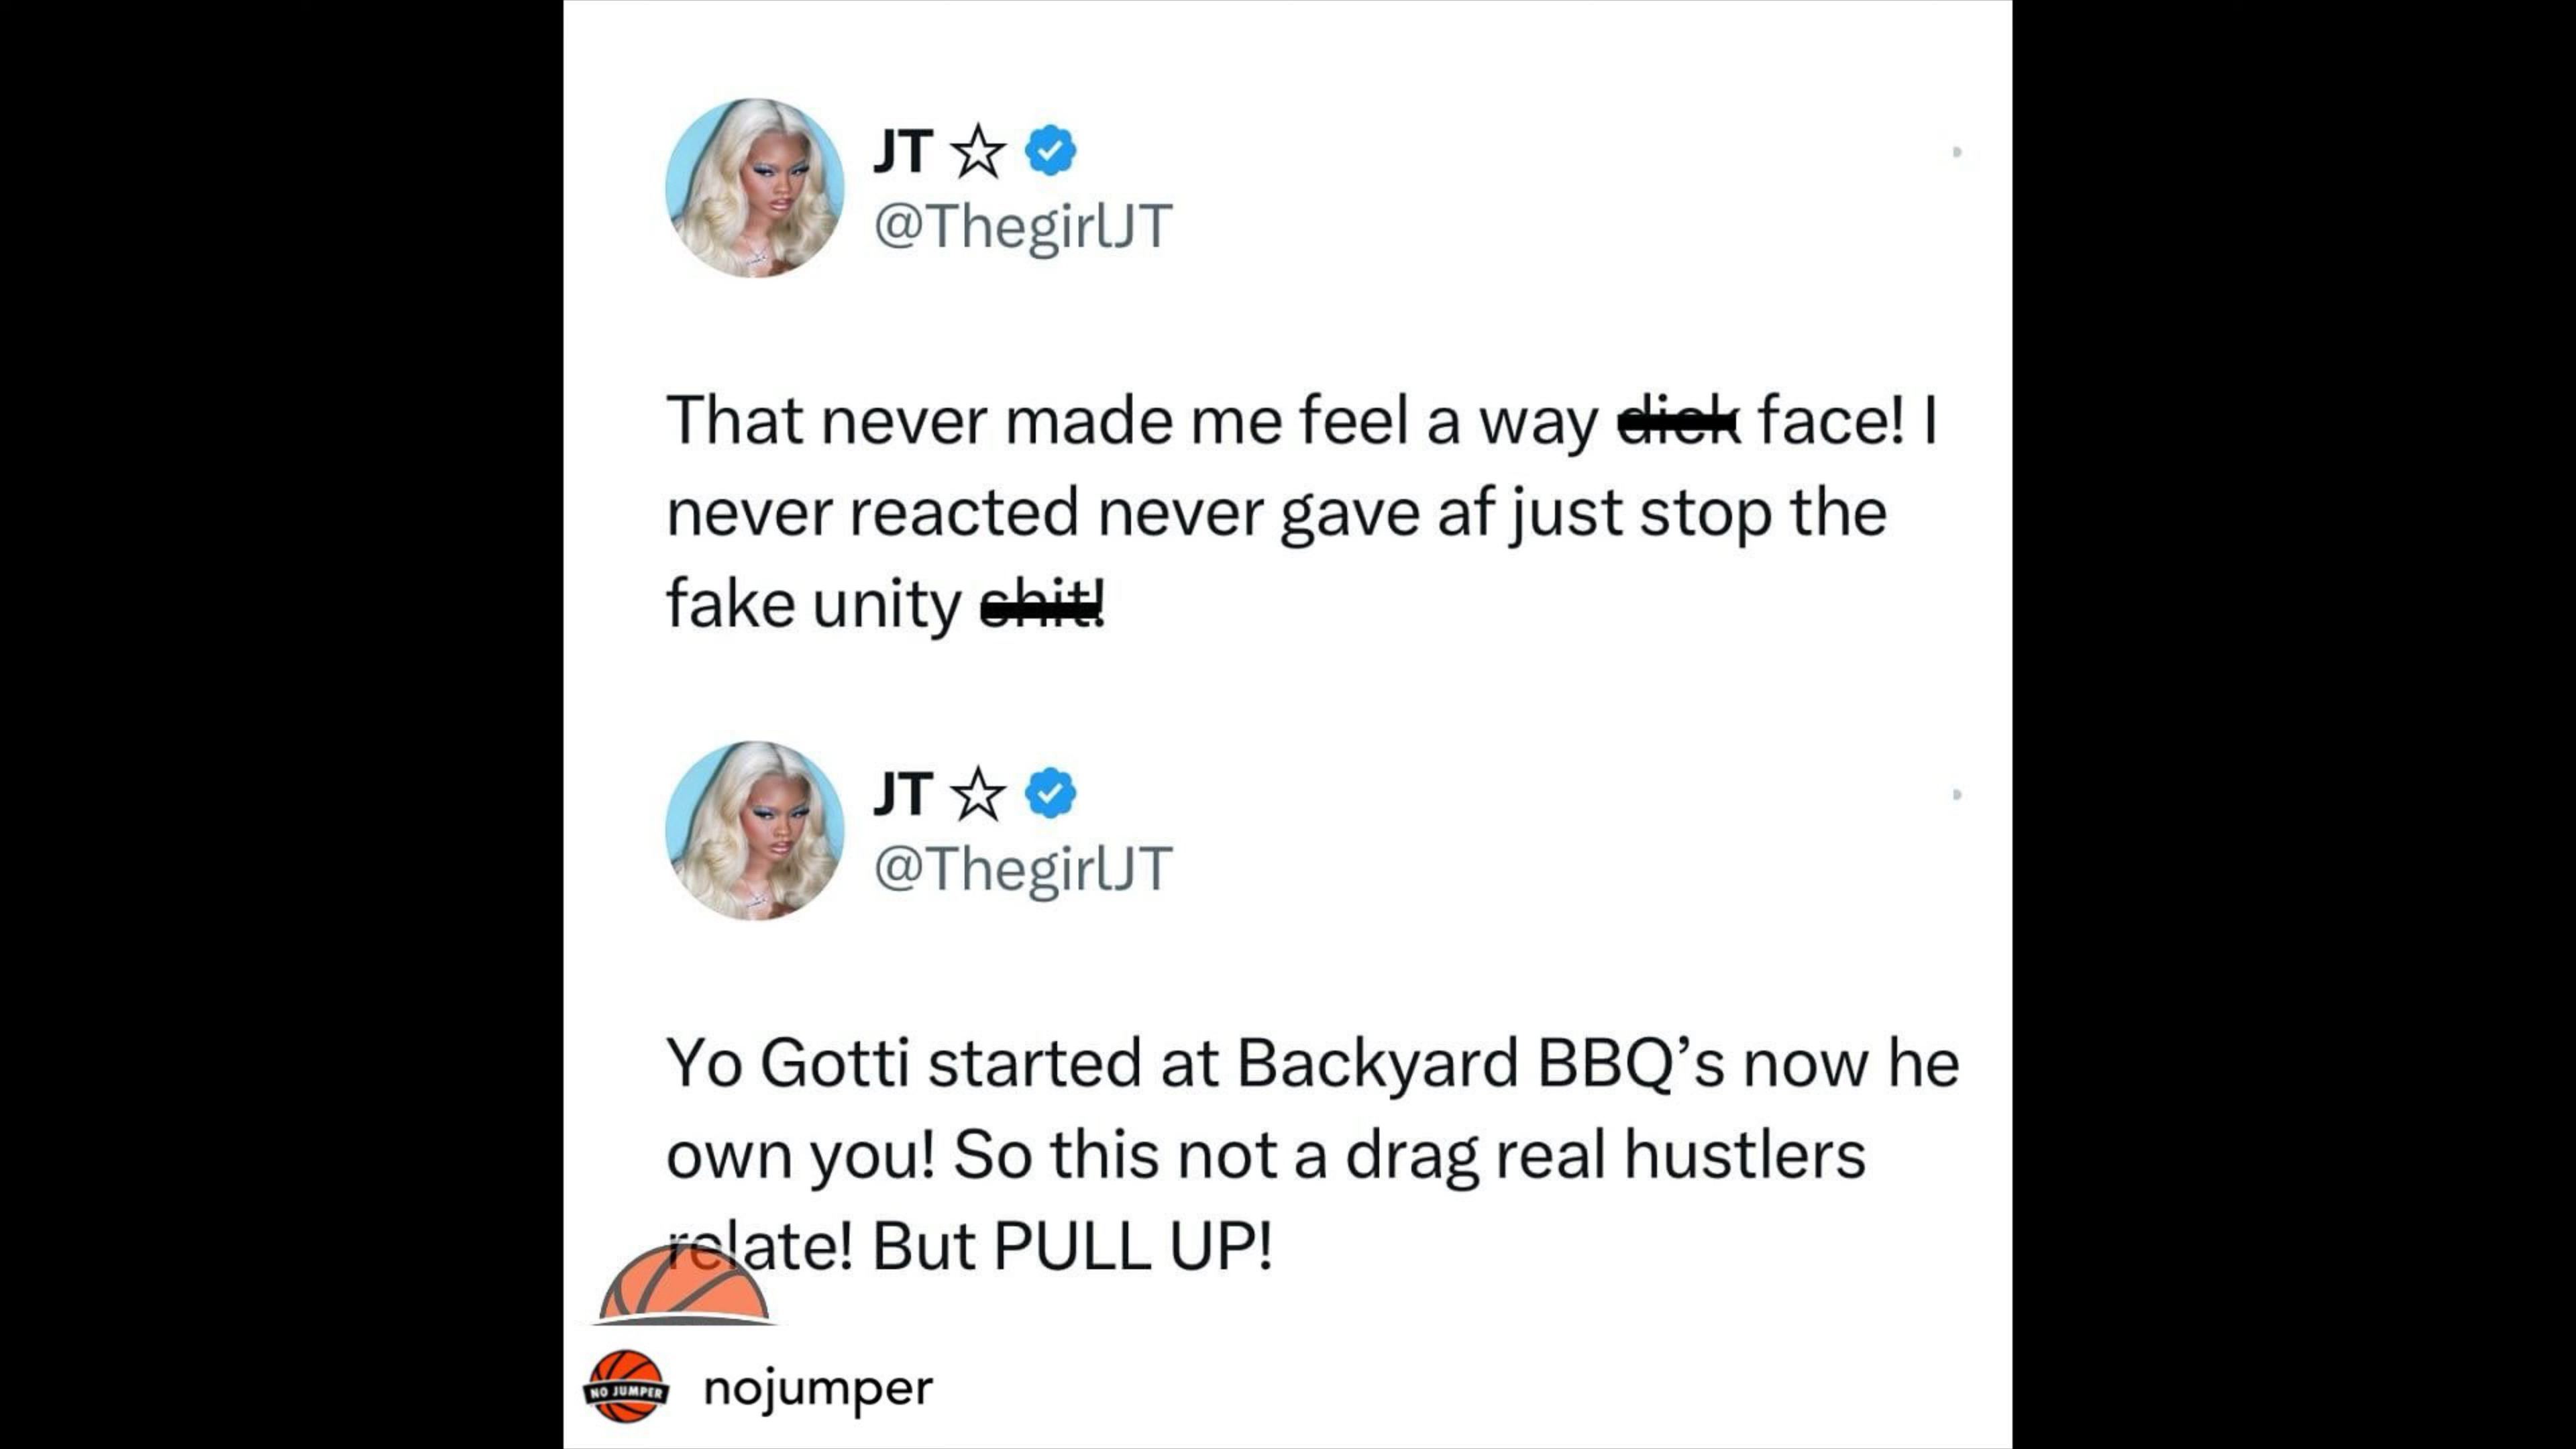 JT ☆
@ThegirlJT
That never made me feel a way dick face! I
never reacted never gave af just stop the
fake unity shit!
JT ☆
@ThegirlJT
Yo Gotti started at Backyard BBQ’s now he
own you! So this not a drag real hustlers
relate! But PULL UP!
NO JUMPER
nojumper